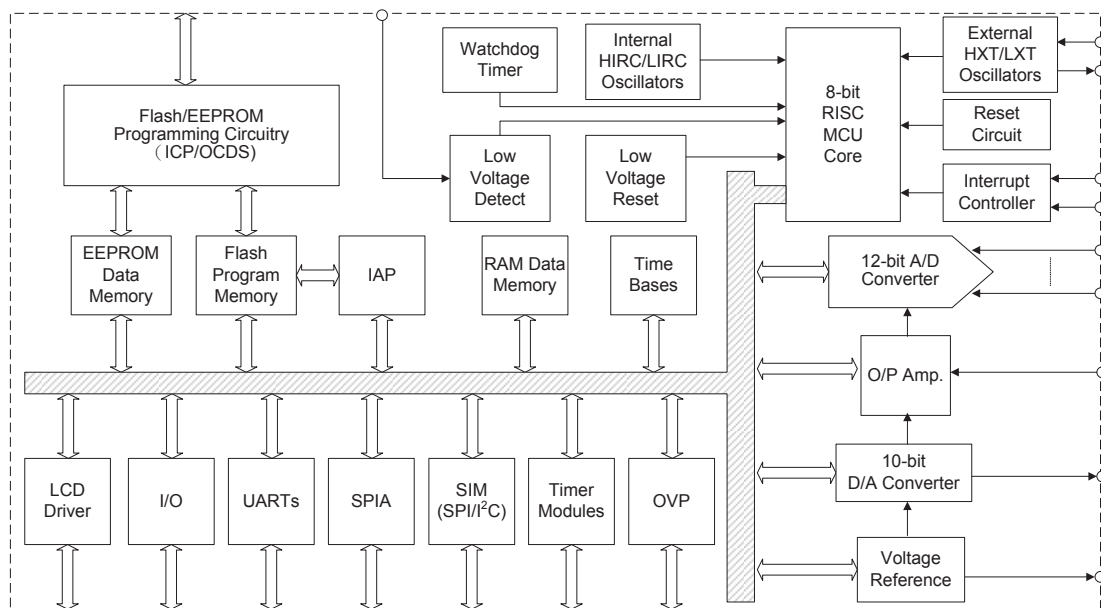 Watchdog
Timer
Internal
HIRC/LIRC
Oscillators
External
HXT/LXT
Oscillators
Flash/EEPROM
Programming Circuitry
(ICP/OCDS)
8-bit
RISC
MCU
Core
Reset
Circuit
Low
Voltage
Detect
Low
Voltage
Reset
Interrupt
Controller
EEPROM
Data
Memory
Flash
Program
Memory
IAP
RAM Data
Memory
Time
Bases
12-bit A/D
Converter
O/P Amp.
10-bit
D/A Converter
LCD
Driver
I/O
UARTs
SPIA
SIM
(SPI/I²C)
Timer
Modules
OVP
Voltage
Reference